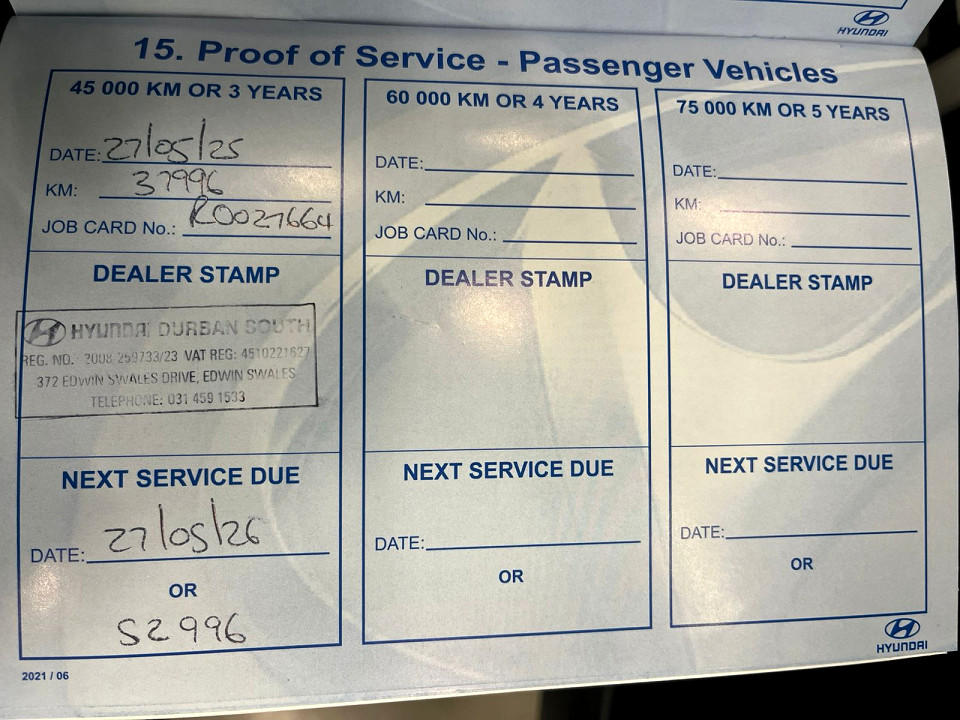 HYUNDAI
15. Proof of Service - Passenger Vehicles
45 000 KM OR 3 YEARS
DATE: 27/05/25
KM: 37996
JOB CARD No.: RO027664
DEALER STAMP
HYUNDAI DURBAN SOUTH
REG. NO. 2008 259733/23 VAT REG: 4510221627
372 EDWIN SWALES DRIVE, EDWIN SWALES
TELEPHONE: 031 459 1533
NEXT SERVICE DUE
DATE: 27/05/26
OR
52996
60 000 KM OR 4 YEARS
DATE:
KM:
JOB CARD No.:
DEALER STAMP
NEXT SERVICE DUE
DATE:
OR
75 000 KM OR 5 YEARS
DATE:
KM:
JOB CARD No.:
DEALER STAMP
NEXT SERVICE DUE
DATE:
OR
HYUNDAI
2021 / 06